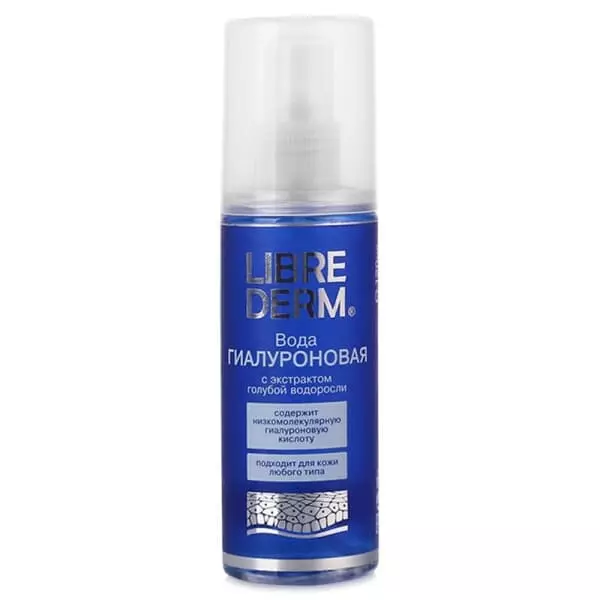 LIBRE
DERM®
Вода
ГИАЛУРОНОВАЯ
с экстрактом
голубой водоросли
содержит
низкомолекулярную
гиалуроновую
кислоту
подходит для кожи
любого типа